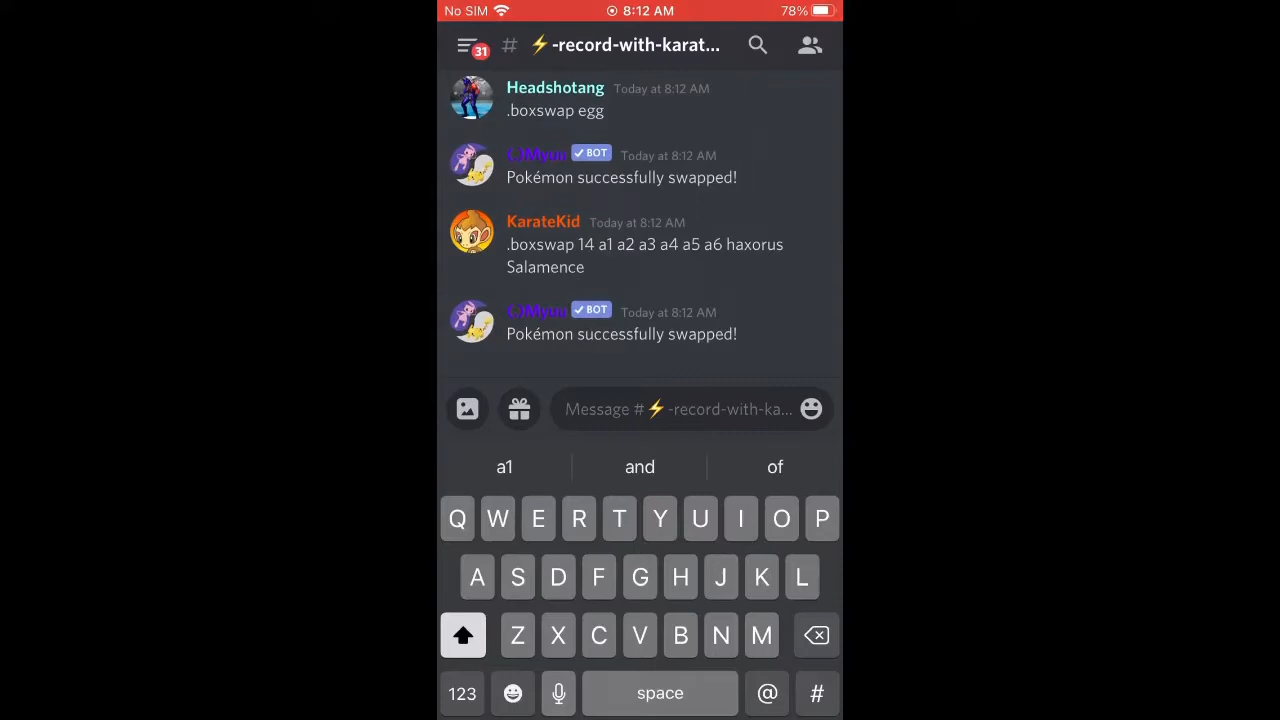 No SIM 8:12 AM 78%
31 # ⚡-record-with-karat...
Headshotang Today at 8:12 AM
.boxswap egg
(.)Myuu ✓ BOT Today at 8:12 AM
Pokémon successfully swapped!
KarateKid Today at 8:12 AM
.boxswap 14 a1 a2 a3 a4 a5 a6 haxorus
Salamence
(.)Myuu ✓ BOT Today at 8:12 AM
Pokémon successfully swapped!
Message #⚡-record-with-ka...
a1 and of
Q W E R T Y U I O P
A S D F G H J K L
Z X C V B N M
123 space @ #